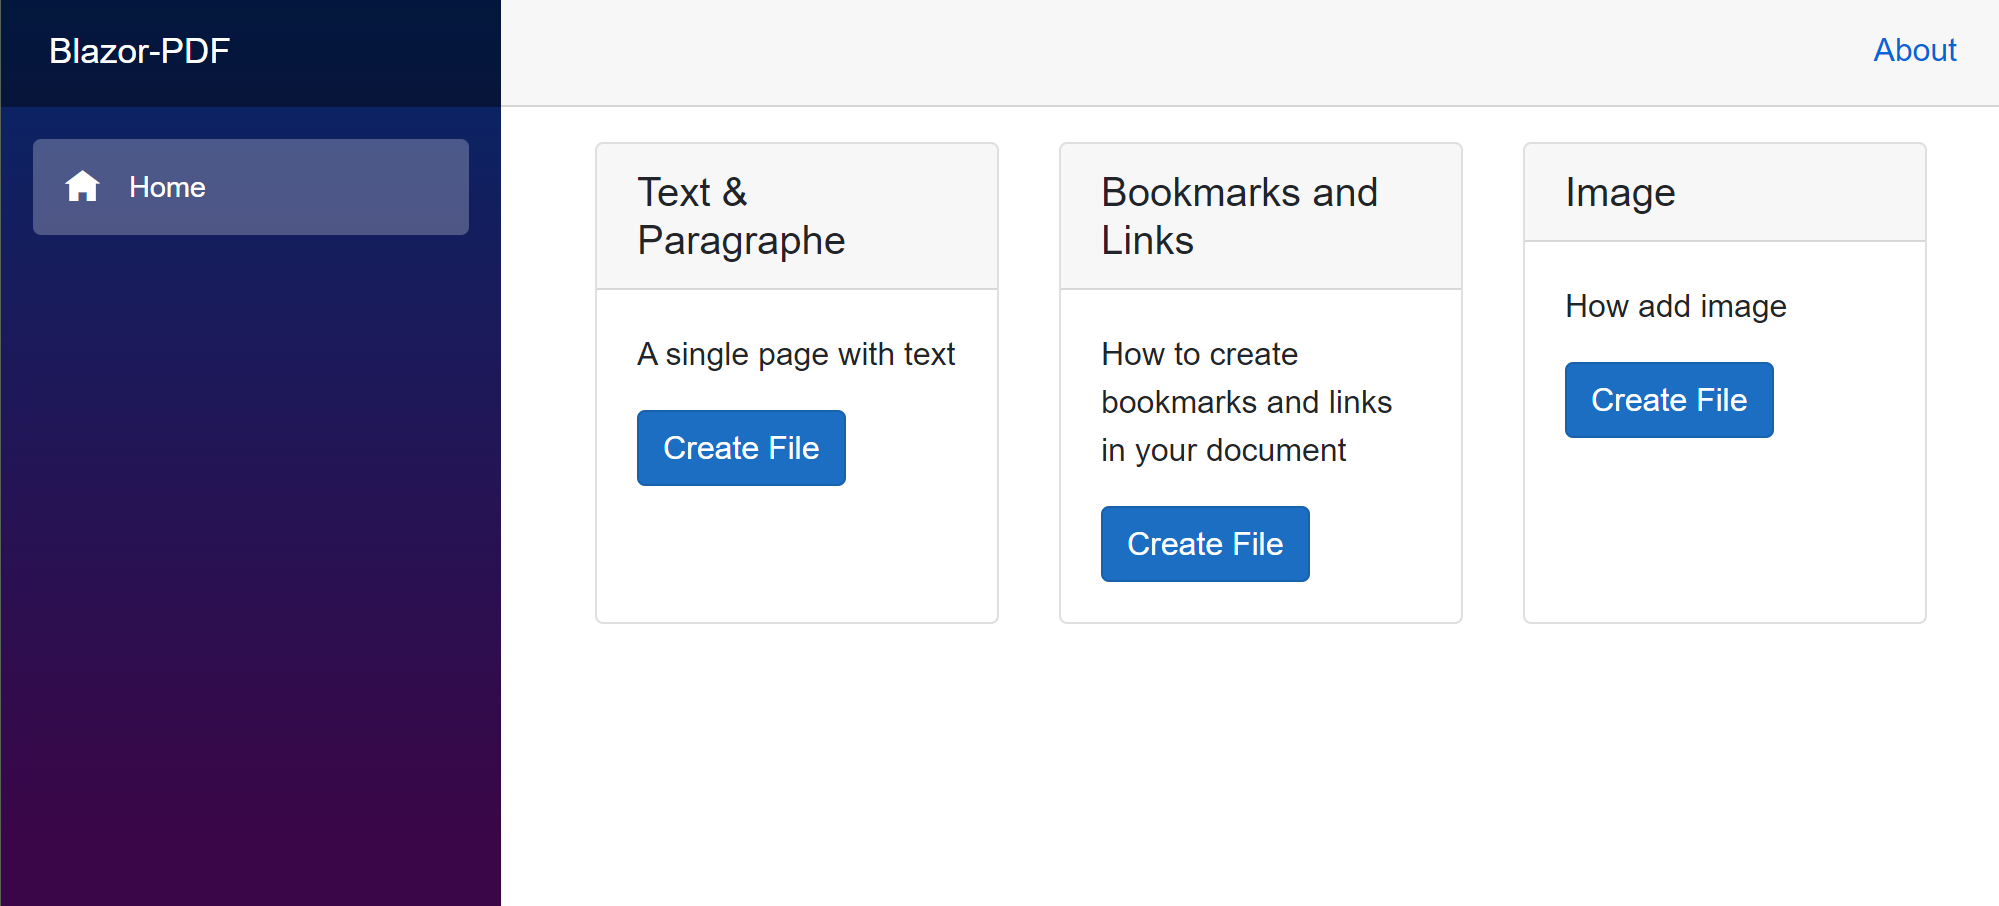 Blazor-PDF
About
Home
Text &
Paragraphe
A single page with text
Create File
Bookmarks and
Links
How to create
bookmarks and links
in your document
Create File
Image
How add image
Create File